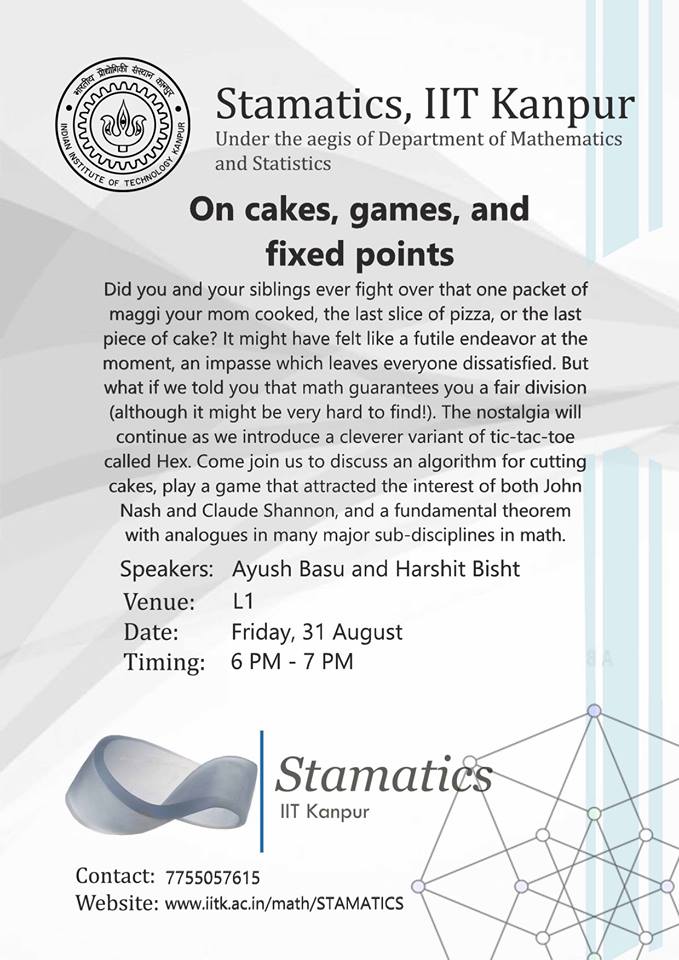 भारतीय प्रौद्योगिकी संस्थान कानपुर
INDIAN INSTITUTE OF TECHNOLOGY KANPUR
Stamatics, IIT Kanpur
Under the aegis of Department of Mathematics
and Statistics
On cakes, games, and
fixed points
Did you and your siblings ever fight over that one packet of
maggi your mom cooked, the last slice of pizza, or the last
piece of cake? It might have felt like a futile endeavor at the
moment, an impasse which leaves everyone dissatisfied. But
what if we told you that math guarantees you a fair division
(although it might be very hard to find!). The nostalgia will
continue as we introduce a cleverer variant of tic-tac-toe
called Hex. Come join us to discuss an algorithm for cutting
cakes, play a game that attracted the interest of both John
Nash and Claude Shannon, and a fundamental theorem
with analogues in many major sub-disciplines in math.
Speakers: Ayush Basu and Harshit Bisht
Venue: L1
Date: Friday, 31 August
Timing: 6 PM - 7 PM
Stamatics
IIT Kanpur
Contact: 7755057615
Website: www.iitk.ac.in/math/STAMATICS